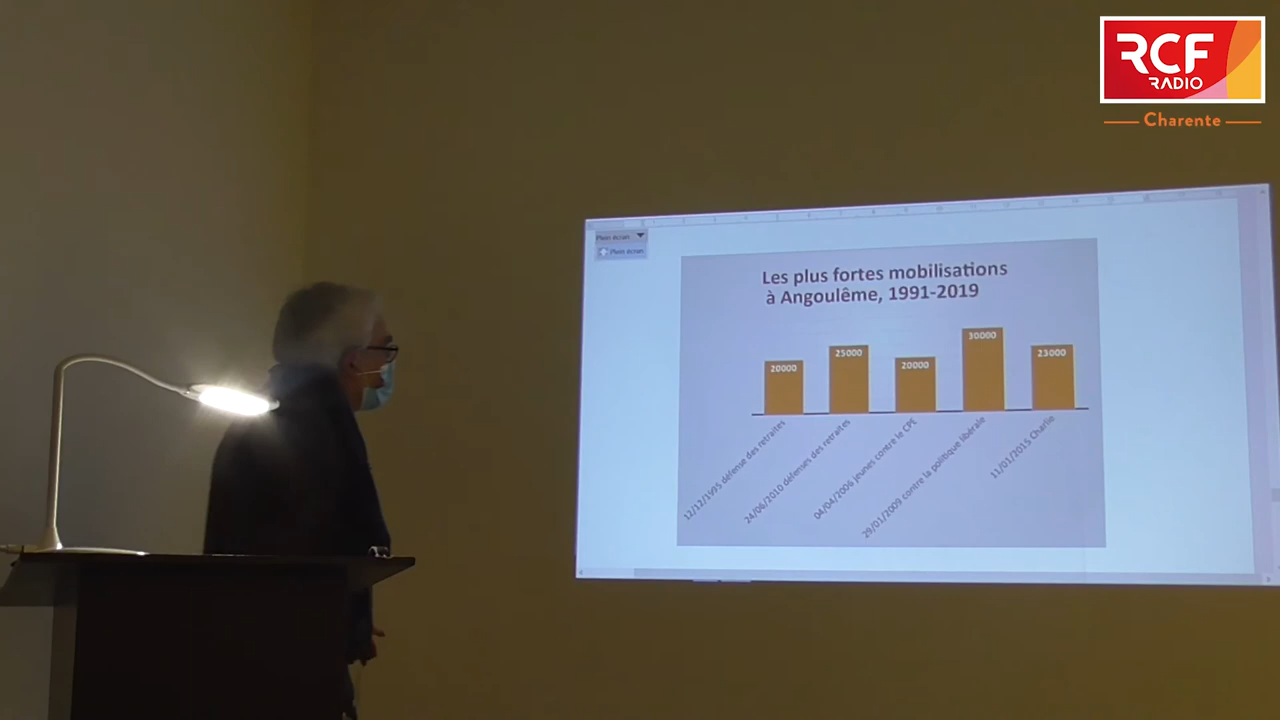 RCF
RADIO
Charente
Plein écran
Plein écran
Les plus fortes mobilisations
à Angoulême, 1991-2019
20000
25000
20000
30000
23000
12/12/1995 défense des retraites
24/06/2010 défenses des retraites
04/04/2006 jeunes contre le CPE
29/01/2009 contre la politique libérale
11/01/2015 Charlie